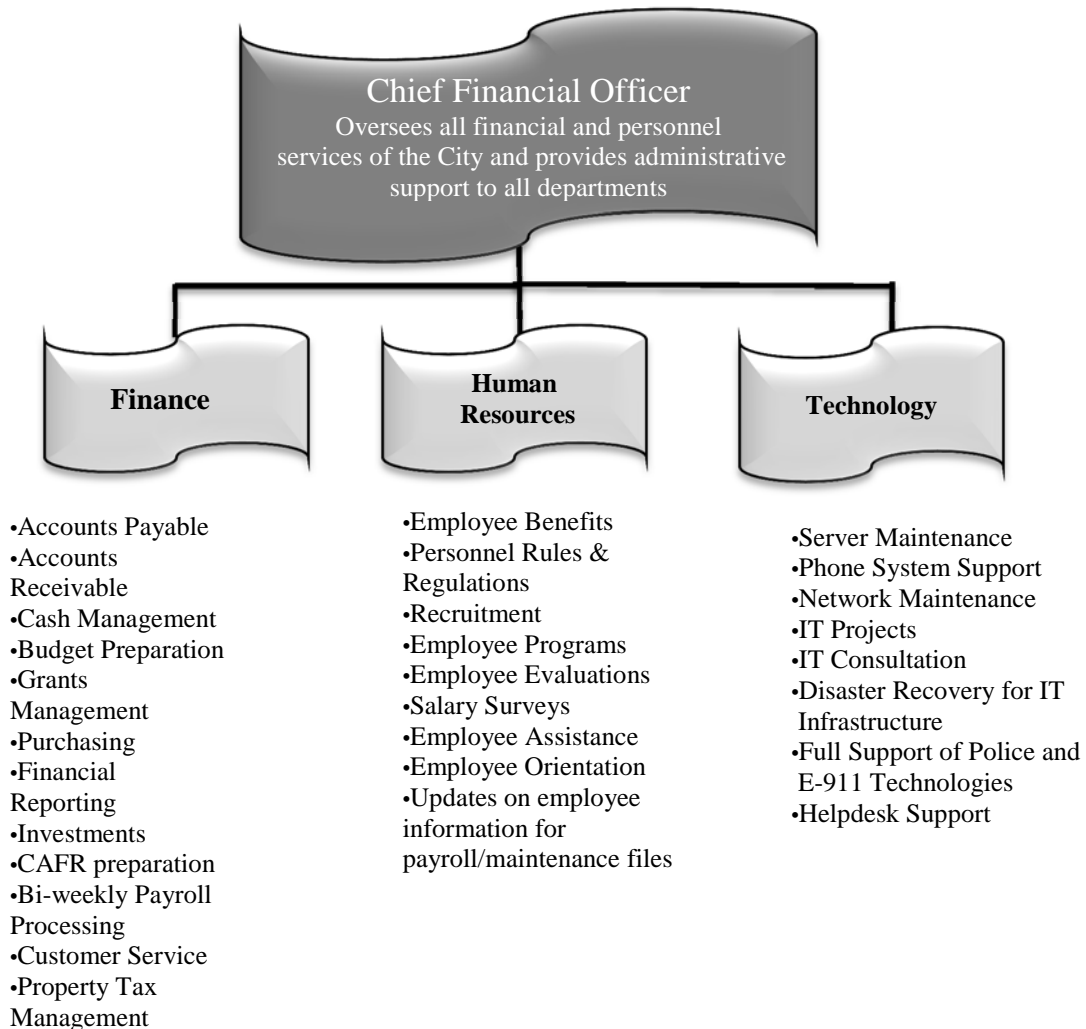 Chief Financial Officer
Oversees all financial and personnel
services of the City and provides administrative
support to all departments
Finance
Human
Resources
Technology
•Accounts Payable
•Accounts
Receivable
•Cash Management
•Budget Preparation
•Grants
Management
•Purchasing
•Financial
Reporting
•Investments
•CAFR preparation
•Bi-weekly Payroll
Processing
•Customer Service
•Property Tax
Management
•Employee Benefits
•Personnel Rules &
Regulations
•Recruitment
•Employee Programs
•Employee Evaluations
•Salary Surveys
•Employee Assistance
•Employee Orientation
•Updates on employee
information for
payroll/maintenance files
•Server Maintenance
•Phone System Support
•Network Maintenance
•IT Projects
•IT Consultation
•Disaster Recovery for IT
Infrastructure
•Full Support of Police and
E-911 Technologies
•Helpdesk Support